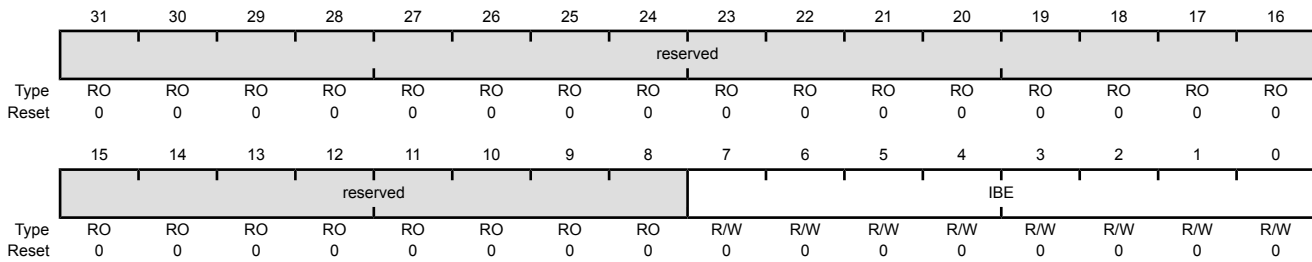 31 30 29 28 27 26 25 24 23 22 21 20 19 18 17 16
reserved
Type RO RO RO RO RO RO RO RO RO RO RO RO RO RO RO RO
Reset 0 0 0 0 0 0 0 0 0 0 0 0 0 0 0 0
15 14 13 12 11 10 9 8 7 6 5 4 3 2 1 0
reserved IBE
Type RO RO RO RO RO RO RO RO R/W R/W R/W R/W R/W R/W R/W R/W
Reset 0 0 0 0 0 0 0 0 0 0 0 0 0 0 0 0